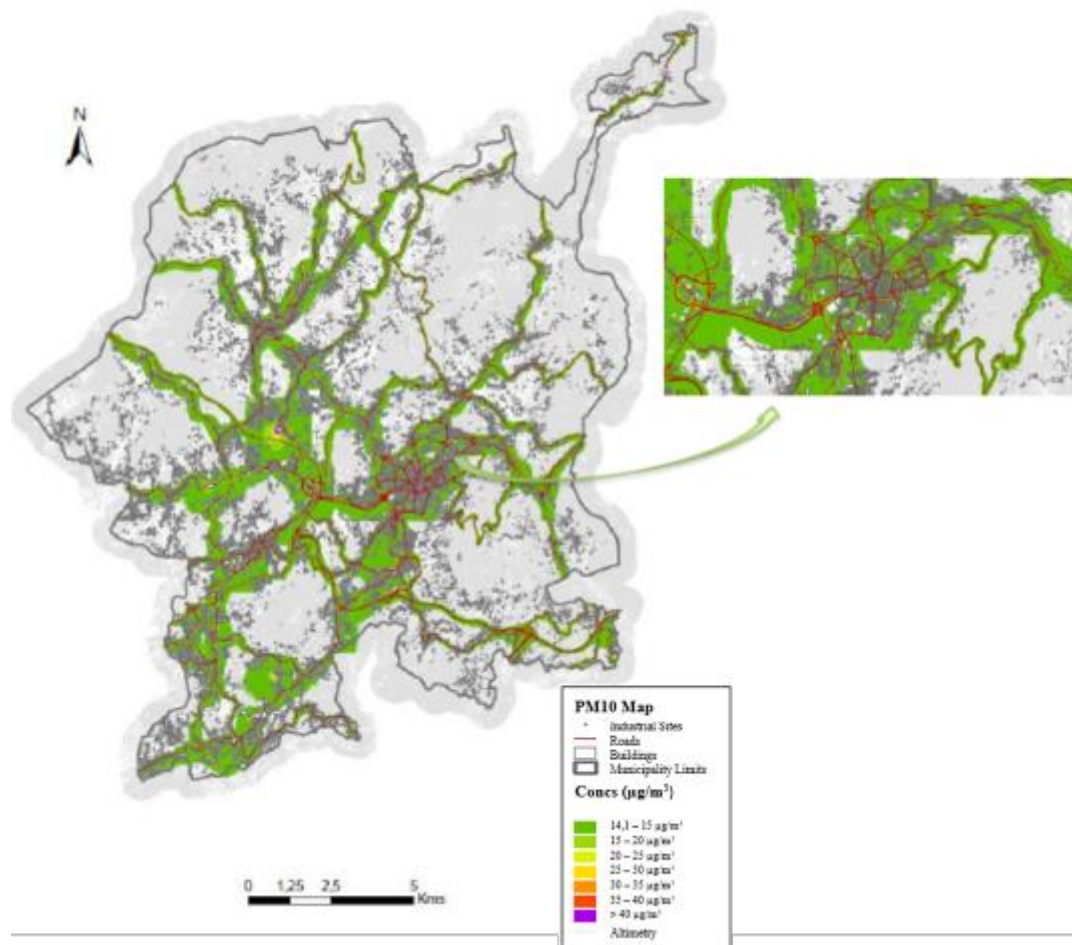 N
PM10 Map
Industrial Sites
Roads
Buildings
Municipality Limits
Concs (µg/m³)
14,1 – 15 µg/m³
15 – 20 µg/m³
20 – 25 µg/m³
25 – 30 µg/m³
30 – 35 µg/m³
35 – 40 µg/m³
> 40 µg/m³
Altimetry
0 1,25 2,5 5
Kms